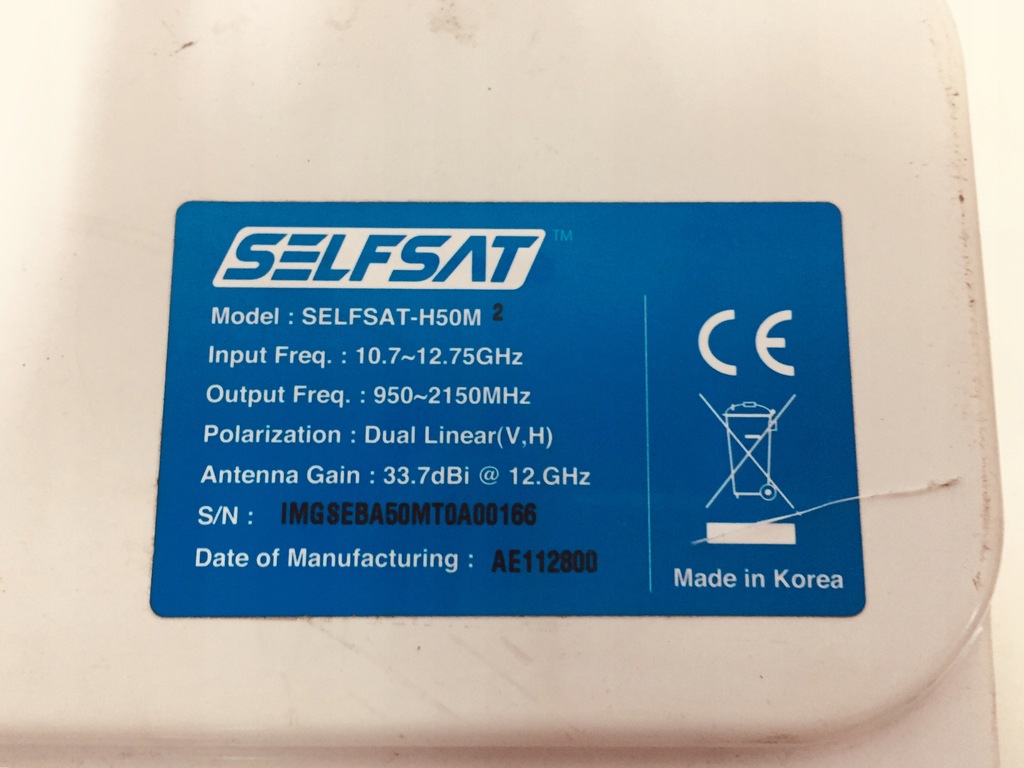 SELFSAT™
Model : SELFSAT-H50M 2
Input Freq. : 10.7~12.75GHz
Output Freq. : 950~2150MHz
Polarization : Dual Linear(V,H)
Antenna Gain : 33.7dBi @ 12.GHz
S/N : IMGSEBA50MT0A00166
Date of Manufacturing : AE112800
CE
Made in Korea